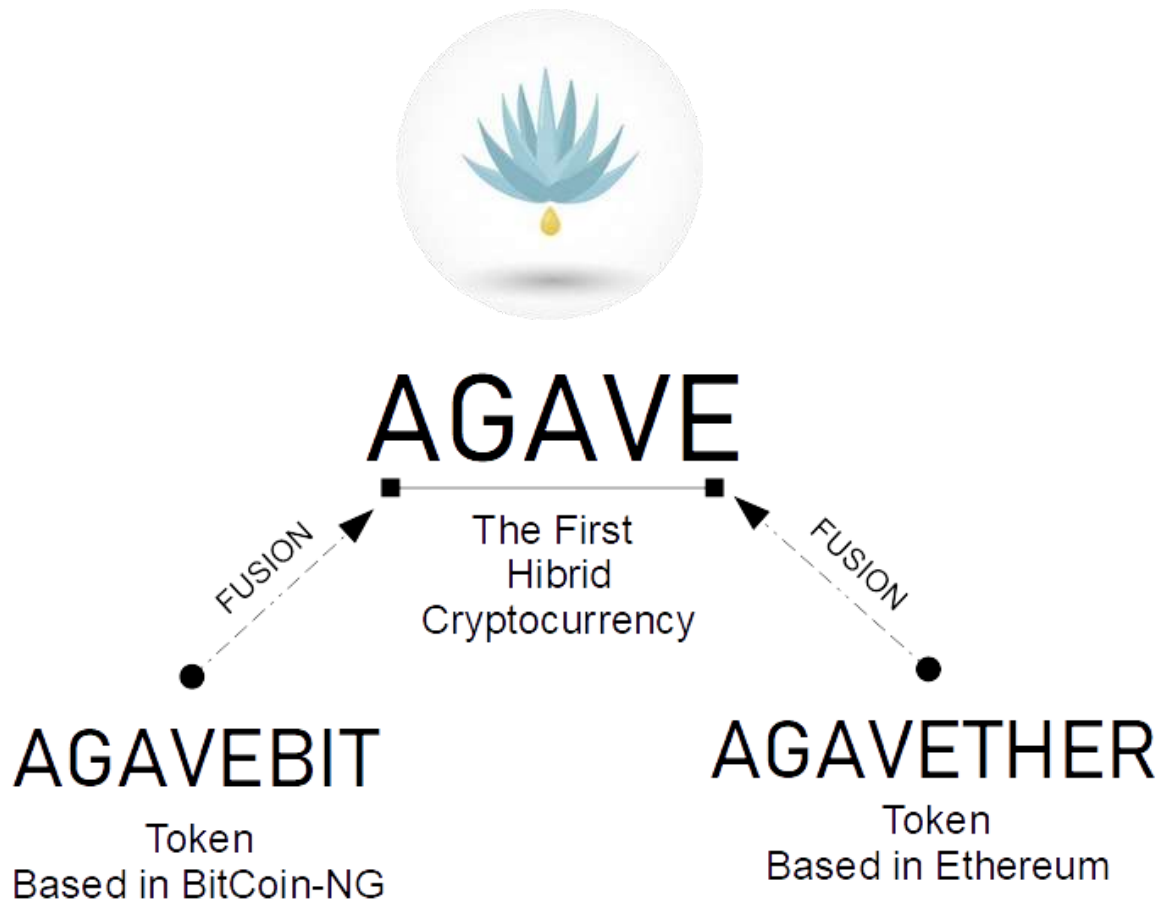 AGAVE
The First
Hibrid
Cryptocurrency
FUSION
FUSION
AGAVEBIT
Token
Based in BitCoin-NG
AGAVETHER
Token
Based in Ethereum